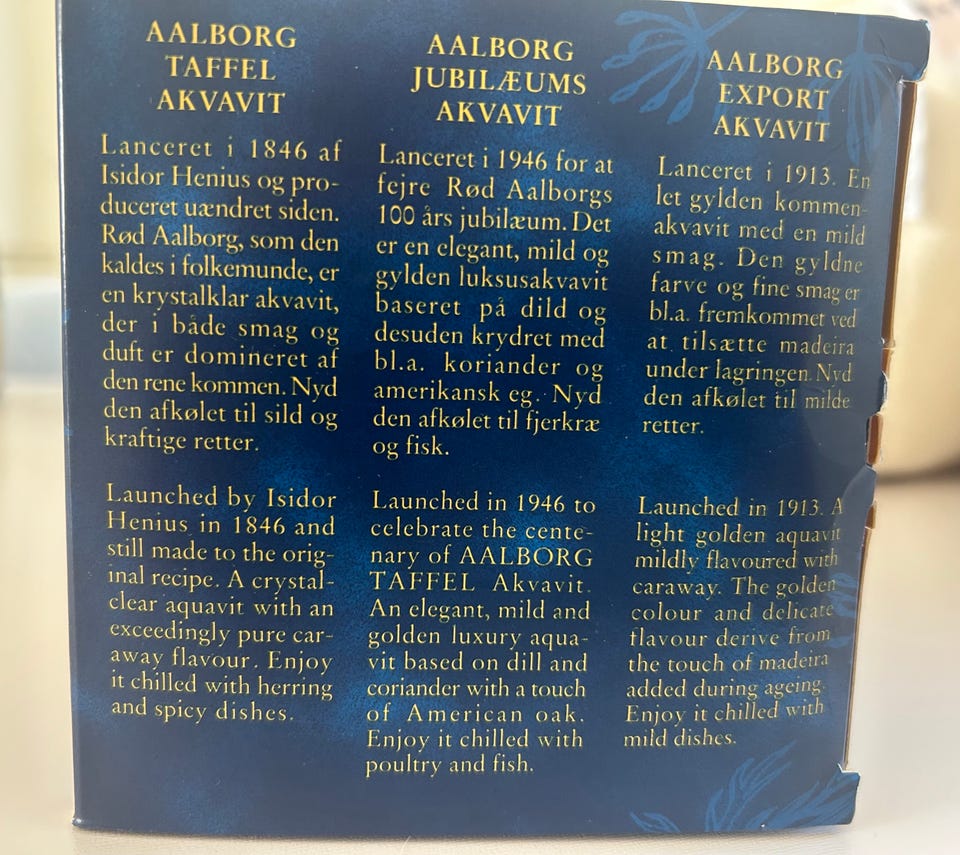 AALBORG
TAFFEL
AKVAVIT
Lanceret i 1846 af
Isidor Henius og pro-
duceret uændret siden.
Rød Aalborg, som den
kaldes i folkemunde, er
en krystalklar akvavit,
der i både smag og
duft er domineret af
den rene kommen. Nyd
den afkølet til sild og
kraftige retter.
Launched by Isidor
Henius in 1846 and
still made to the orig-
inal recipe. A crystal-
clear aquavit with an
exceedingly pure car-
away flavour. Enjoy
it chilled with herring
and spicy dishes.
AALBORG
JUBILÆUMS
AKVAVIT
Lanceret i 1946 for at
fejre Rød Aalborgs
100 års jubilæum. Det
er en elegant, mild og
gylden luksusakvavit
baseret på dild og
desuden krydret med
bl.a. koriander og
amerikansk eg. Nyd
den afkølet til fjerkræ
og fisk.
Launched in 1946 to
celebrate the cente-
nary of AALBORG
TAFFEL Akvavit.
An elegant, mild and
golden luxury aqua-
vit based on dill and
coriander with a touch
of American oak.
Enjoy it chilled with
poultry and fish.
AALBORG
EXPORT
AKVAVIT
Lanceret i 1913. En
let gylden kommen-
akvavit med en mild
smag. Den gyldne
farve og fine smag er
bl.a. fremkommet ved
at tilsætte madeira
under lagringen. Nyd
den afkølet til milde
retter.
Launched in 1913. A
light golden aquavit
mildly flavoured with
caraway. The golden
colour and delicate
flavour derive from
the touch of madeira
added during ageing.
Enjoy it chilled with
mild dishes.